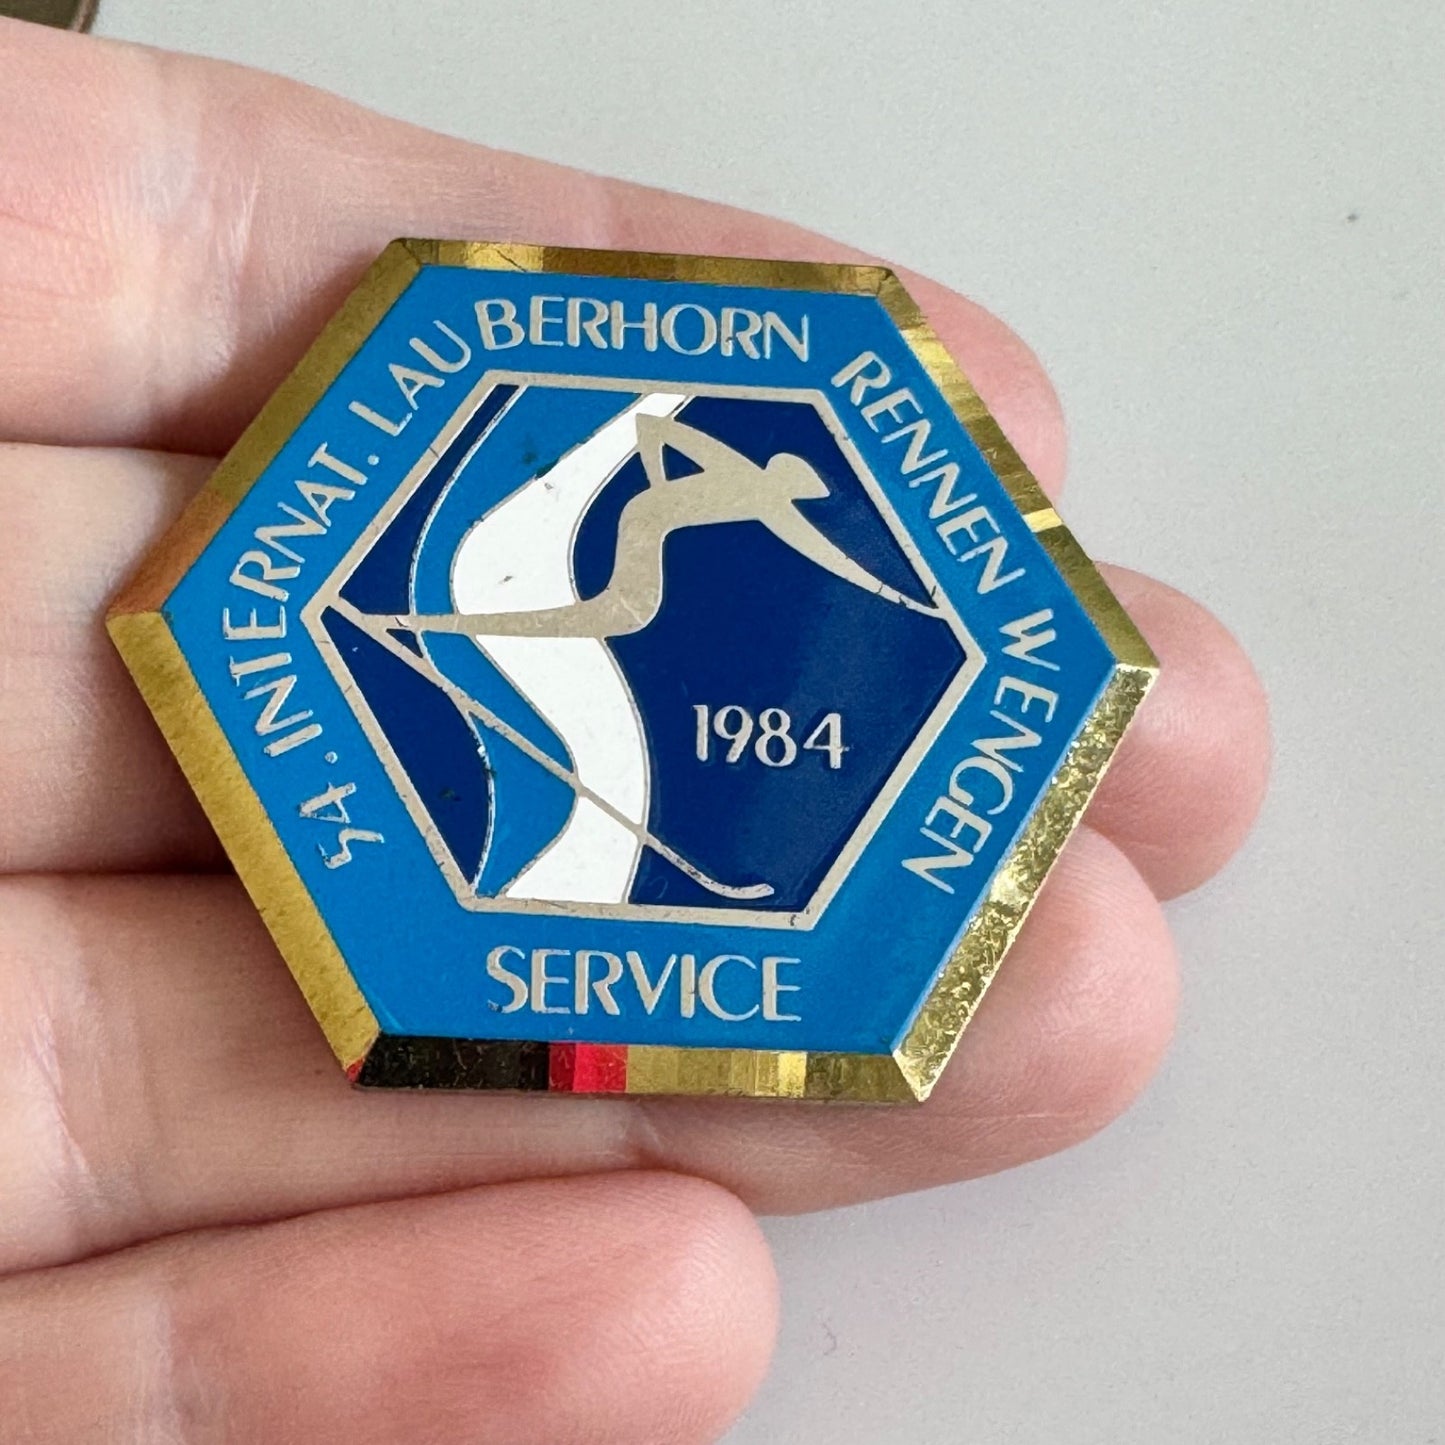 54. INTERNAT. LAUBERHORN RENNEN WENGEN
1984
SERVICE